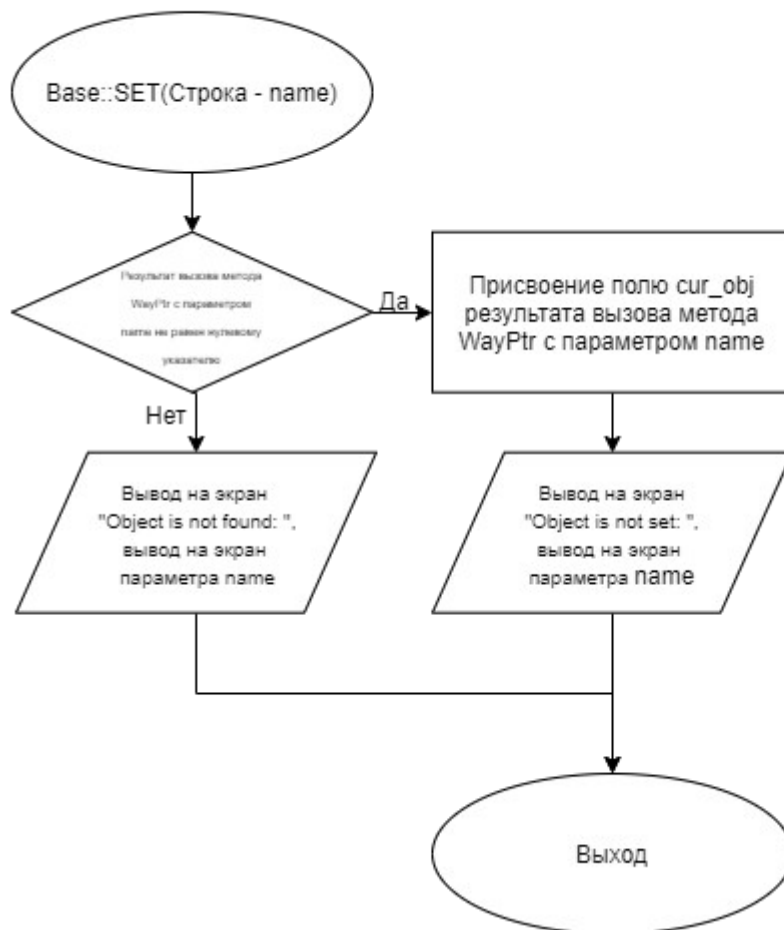 Base::SET(Строка - name)
Результат вызова метода
WayPtr с параметром
name не равен нулевому
указателю
Да
Присвоение полю cur_obj
результата вызова метода
WayPtr с параметром name
Нет
Вывод на экран
"Object is not found: ",
вывод на экран
параметра name
Вывод на экран
"Object is not set: ",
вывод на экран
параметра name
Выход